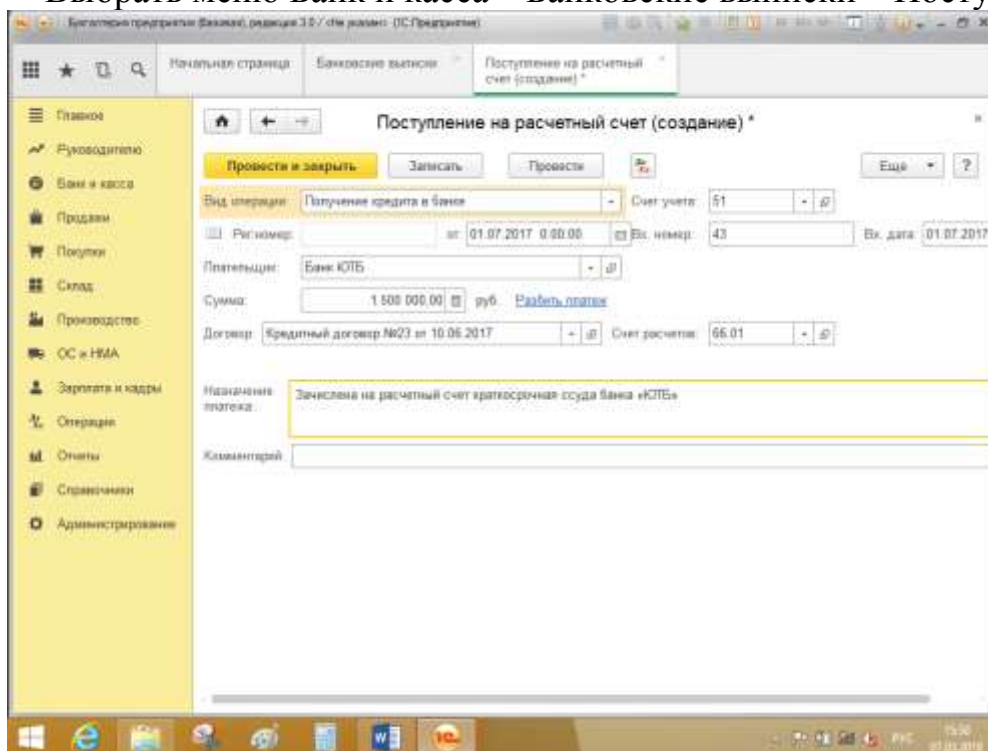 Выбрать меню Банк и касса – Банковские выписки – Посту
Бухгалтерия предприятия (базовая), редакция 3.0 /
(1С:Предприятие)
Начальная страница
Банковские выписки
Поступление на расчетный
счет (создание) *
Главное
Руководителю
Банк и касса
Продажи
Покупки
Склад
Производство
ОС и НМА
Зарплата и кадры
Операции
Отчеты
Справочники
Администрирование
Поступление на расчетный счет (создание) *
Провести и закрыть
Записать
Провести
Еще
?
Вид операции: Получение кредита в банке
Счет учета: 51
Рег.номер: от: 01.07.2017 0:00:00
Вх. номер: 43
Вх. дата: 01.07.2017
Плательщик: Банк ЮТБ
Сумма: 1 500 000,00 руб. Разбить платеж
Договор: Кредитный договор №23 от 10.06.2017
Счет расчетов: 66.01
Назначение
платежа:
Зачислена на расчетный счет краткосрочная ссуда банка «ЮТБ»
Комментарий:
РУС
15:50